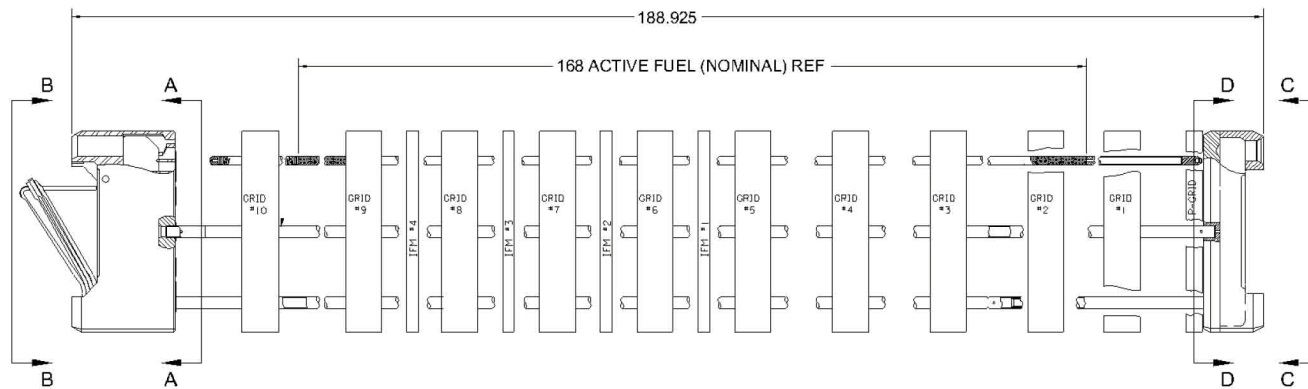 188.925
168 ACTIVE FUEL (NOMINAL) REF
B
A
D
C
GRID
#10
GRID
#9
IFM #4
GRID
#8
IFM #3
GRID
#7
IFM #2
GRID
#6
IFM #1
GRID
#5
GRID
#4
GRID
#3
GRID
#2
GRID
#1
P-GRID
B
A
D
C